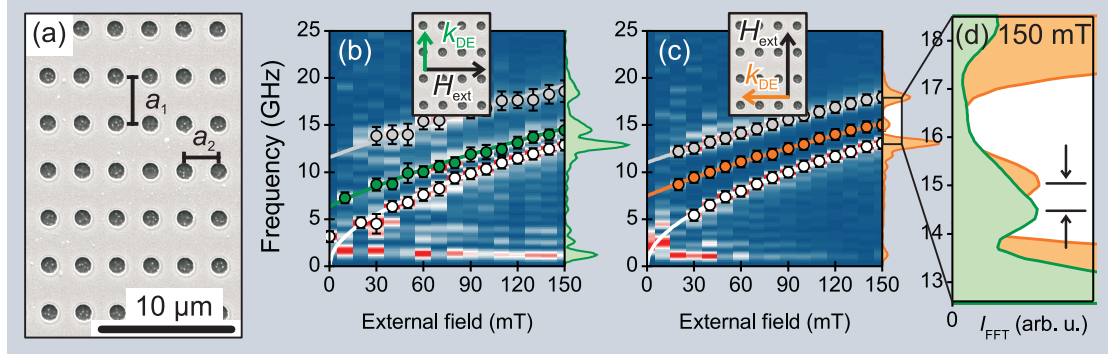 (a)
a1
a2
10 µm
(b)
kDE
Hext
25
20
15
10
5
0
Frequency (GHz)
0 30 60 90 120 150
External field (mT)
(c)
Hext
kDE
25
20
15
10
5
0
0 30 60 90 120 150
External field (mT)
(d) 150 mT
18
17
16
15
14
13
0
IFFT (arb. u.)